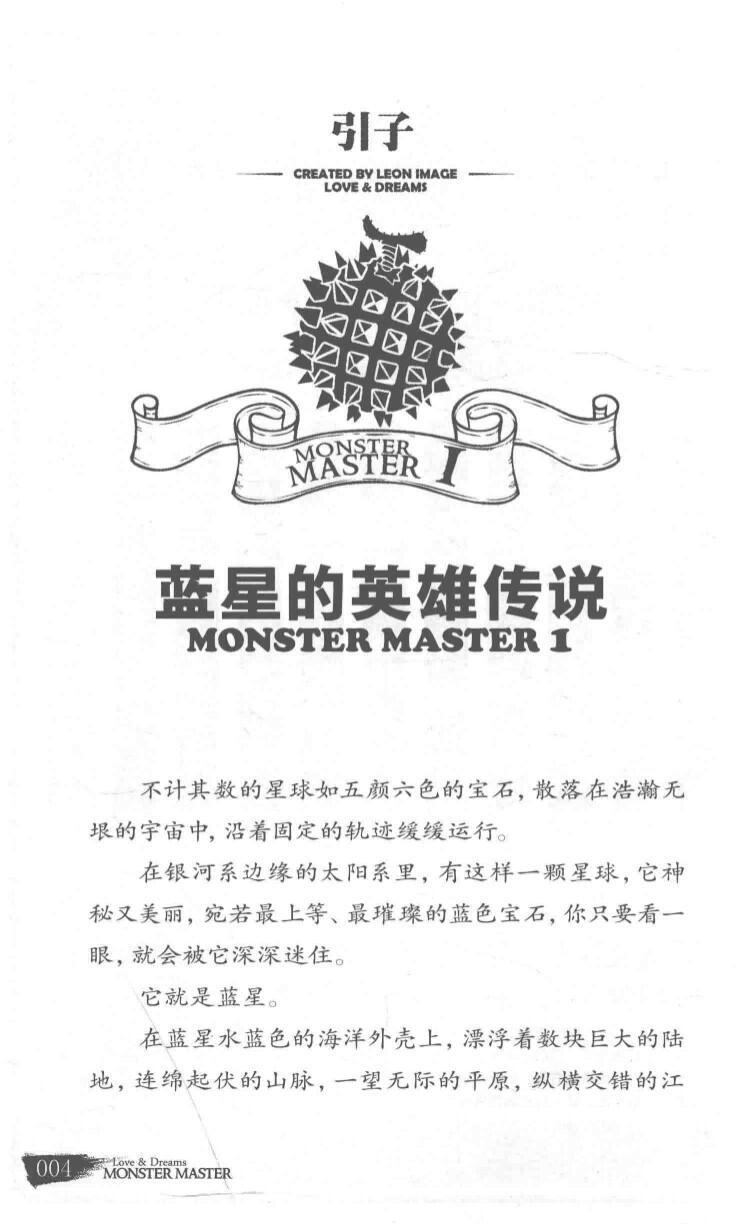 引子
CREATED BY LEON IMAGE
LOVE & DREAMS
MONSTER
MASTER I
蓝星的英雄传说
MONSTER MASTER 1
不计其数的星球如五颜六色的宝石，散落在浩瀚无
垠的宇宙中，沿着固定的轨迹缓缓运行。
在银河系边缘的太阳系里，有这样一颗星球，它神
秘又美丽，宛若最上等、最璀璨的蓝色宝石，你只要看一
眼，就会被它深深迷住。
它就是蓝星。
在蓝星水蓝色的海洋外壳上，漂浮着数块巨大的陆
地，连绵起伏的山脉，一望无际的平原，纵横交错的江
004
Love & Dreams
MONSTER MASTER